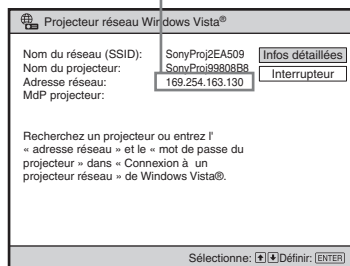 Projecteur réseau Windows Vista®
Nom du réseau (SSID): SonyProj2EA509
Nom du projecteur: SonyProj99808B8
Adresse réseau: 169.254.163.130
MdP projecteur:
Infos détaillées
Interrupteur
Recherchez un projecteur ou entrez l'
« adresse réseau » et le « mot de passe du
projecteur » dans « Connexion à un
projecteur réseau » de Windows Vista®.
Sélectionne: Définir: ENTER